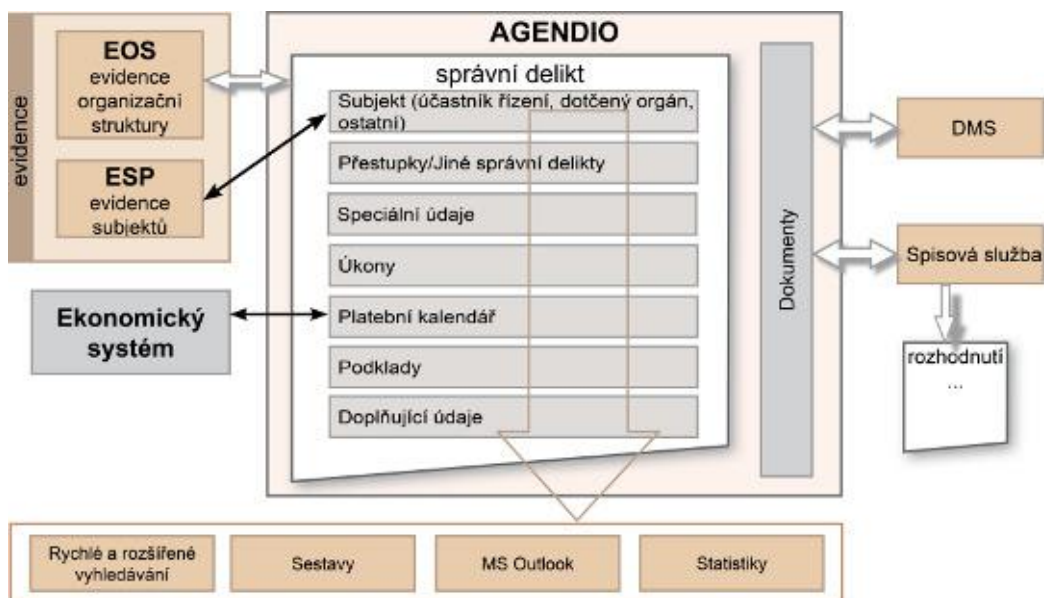 evidence
EOS
evidence
organizační
struktury
ESP
evidence
subjektů
Ekonomický
systém
AGENDIO
správní delikt
Subjekt (účastník řízení, dotčený orgán,
ostatní)
Přestupky/Jiné správní delikty
Speciální údaje
Úkony
Platební kalendář
Podklady
Doplňující údaje
Dokumenty
DMS
Spisová služba
rozhodnutí
...
Rychlé a rozšířené
vyhledávání
Sestavy
MS Outlook
Statistiky